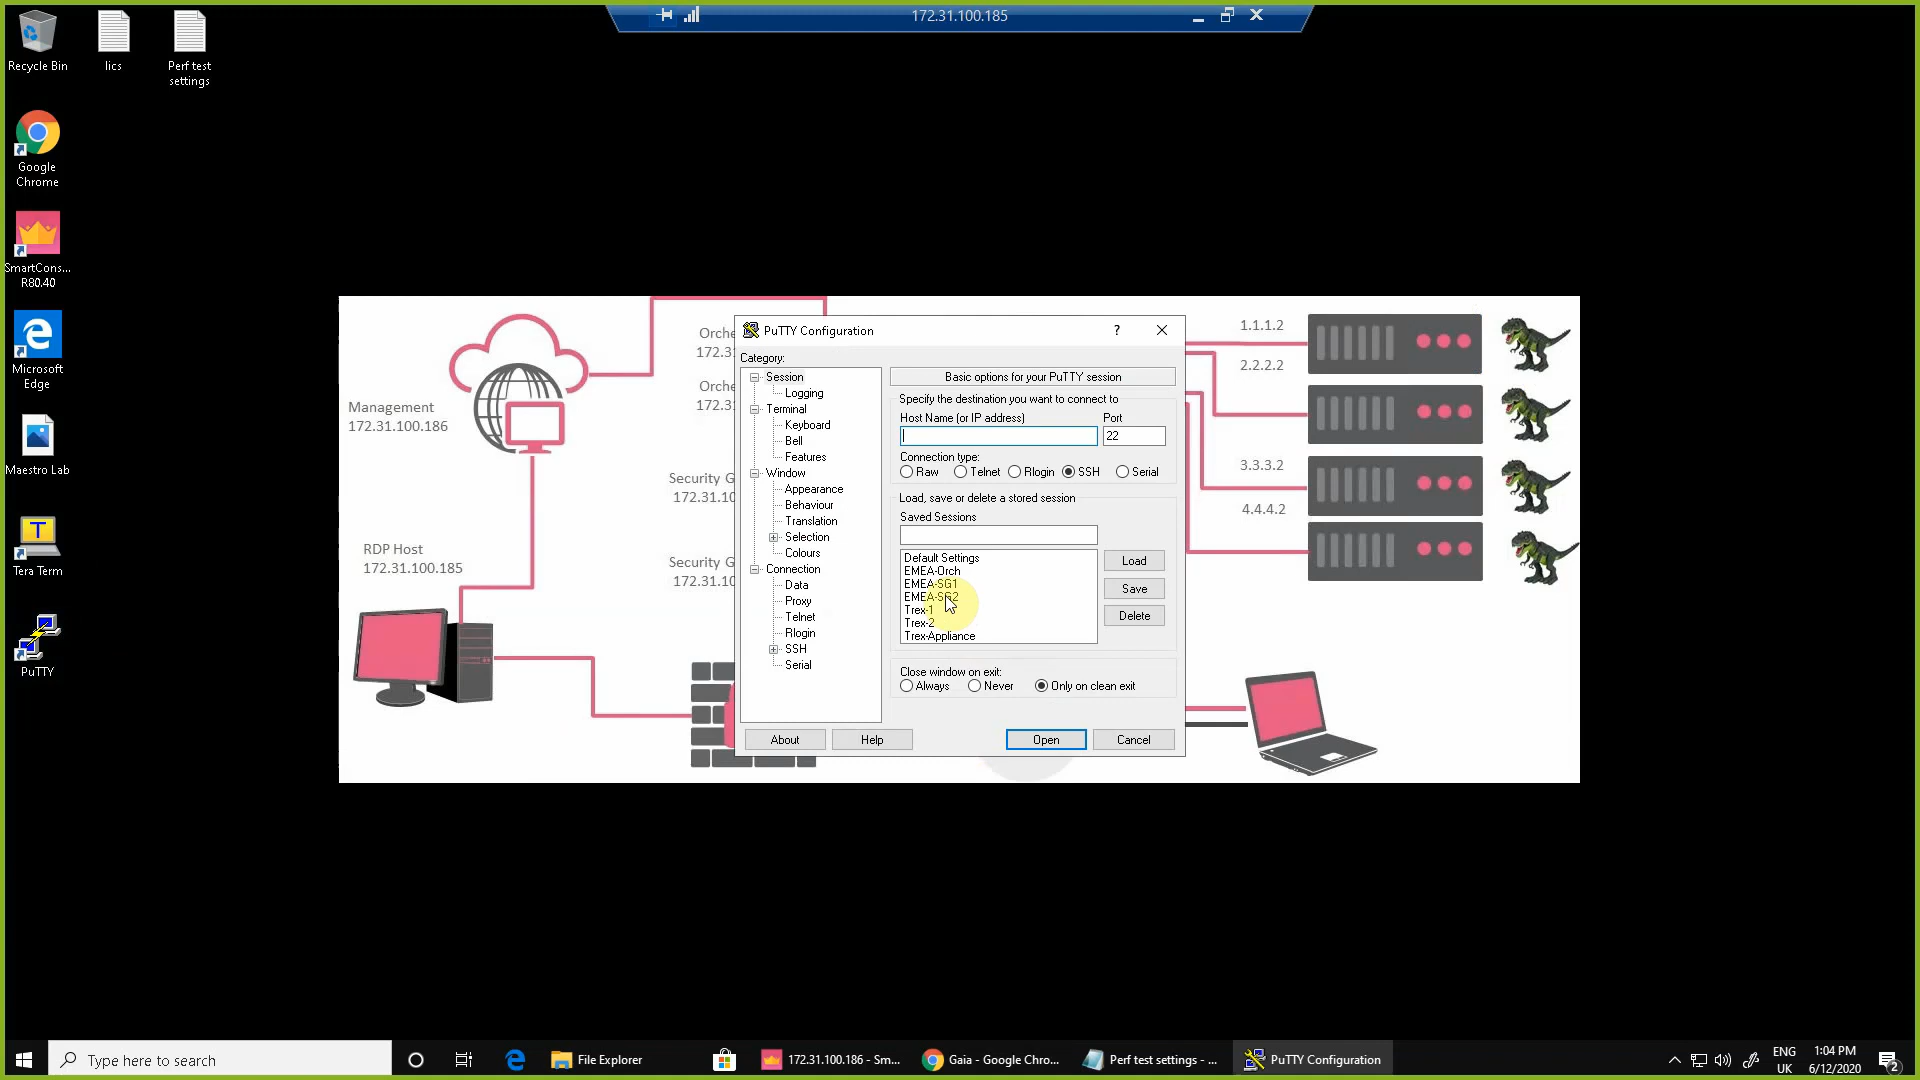 172.31.100.185
Recycle Bin
lics
Perf test
settings
Google
Chrome
SmartCons...
R80.40
Microsoft
Edge
Maestro Lab
Tera Term
PuTTY
Management
172.31.100.186
RDP Host
172.31.100.185
Orche
172.3
Orche
172.3
Security G
172.31.10
Security G
172.31.10
1.1.1.2
2.2.2.2
3.3.3.2
4.4.4.2
PuTTY Configuration
?
Category:
Session
Logging
Terminal
Keyboard
Bell
Features
Window
Appearance
Behaviour
Translation
Selection
Colours
Connection
Data
Proxy
Telnet
Rlogin
SSH
Serial
Basic options for your PuTTY session
Specify the destination you want to connect to
Host Name (or IP address) Port
22
Connection type:
Raw Telnet Rlogin SSH Serial
Load, save or delete a stored session
Saved Sessions
Default Settings
EMEA-Orch
EMEA-SG1
EMEA-SG2
Trex-1
Trex-2
Trex-Appliance
Load
Save
Delete
Close window on exit:
Always Never Only on clean exit
About Help Open Cancel
Type here to search
File Explorer
172.31.100.186 - Sm...
Gaia - Google Chro...
Perf test settings - ...
PuTTY Configuration
ENG
UK
1:04 PM
6/12/2020
2